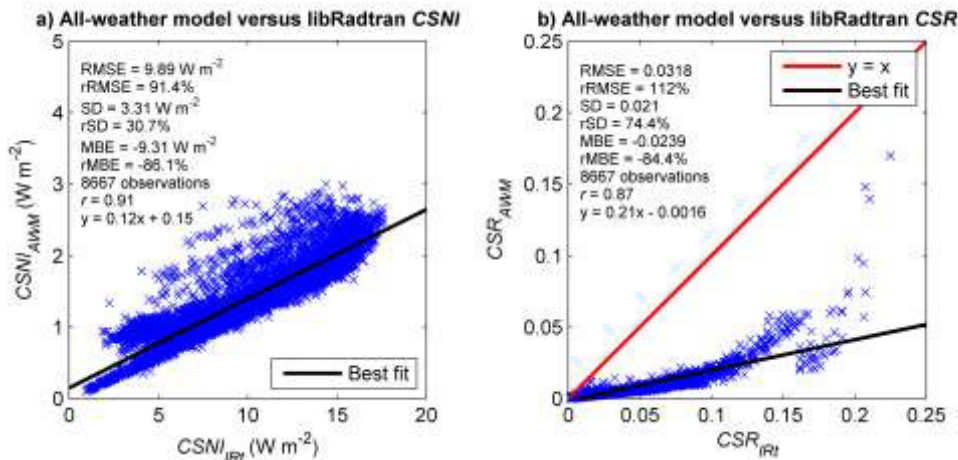 a) All-weather model versus libRadtran CSNI
5
4
3
2
1
0
CSNI_AWM (W m⁻²)
RMSE = 9.89 W m⁻²
rRMSE = 91.4%
SD = 3.31 W m⁻²
rSD = 30.7%
MBE = -9.31 W m⁻²
rMBE = -86.1%
8667 observations
r = 0.91
y = 0.12x + 0.15
Best fit
0 5 10 15 20
CSNI_lRt (W m⁻²)
b) All-weather model versus libRadtran CSR
0.25
0.2
0.15
0.1
0.05
0
CSR_AWM
RMSE = 0.0318
rRMSE = 112%
SD = 0.021
rSD = 74.4%
MBE = -0.0239
rMBE = -84.4%
8667 observations
r = 0.87
y = 0.21x - 0.0016
y = x
Best fit
0 0.05 0.1 0.15 0.2 0.25
CSR_lRt